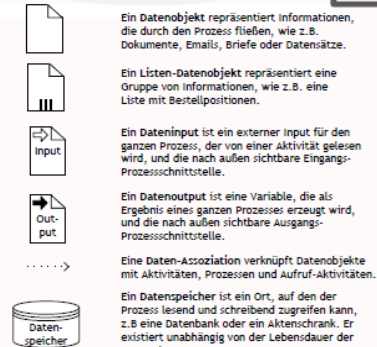 Ein Datenobjekt repräsentiert Informationen,
die durch den Prozess fließen, wie z.B.
Dokumente, Emails, Briefe oder Datensätze.
Ein Listen-Datenobjekt repräsentiert eine
Gruppe von Informationen, wie z.B. eine
Liste mit Bestellpositionen.
Input
Ein Dateninput ist ein externer Input für den
ganzen Prozess, der von einer Aktivität gelesen
wird, und die nach außen sichtbare Eingangs-
Prozessschnittstelle.
Out-
put
Ein Datenoutput ist eine Variable, die als
Ergebnis eines ganzen Prozesses erzeugt wird,
und die nach außen sichtbare Ausgangs-
Prozessschnittstelle.
Eine Daten-Assoziation verknüpft Datenobjekte
mit Aktivitäten, Prozessen und Aufruf-Aktivitäten.
Daten-
speicher
Ein Datenspeicher ist ein Ort, auf den der
Prozess lesend und schreibend zugreifen kann,
z.B eine Datenbank oder ein Aktenschrank. Er
existiert unabhängig von der Lebensdauer der